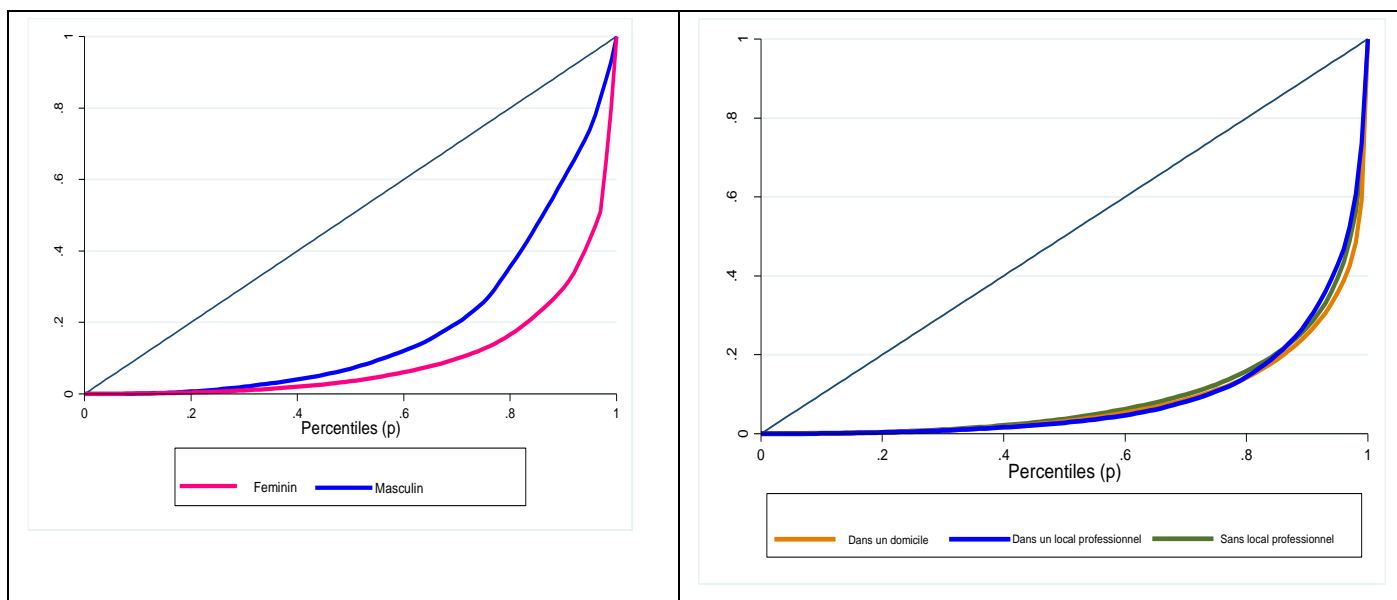 1
.8
.6
.4
.2
0
0 .2 .4 .6 .8 1
Percentiles (p)
Feminin Masculin
1
.8
.6
.4
.2
0
0 .2 .4 .6 .8 1
Percentiles (p)
Dans un domicile Dans un local professionnel Sans local professionnel